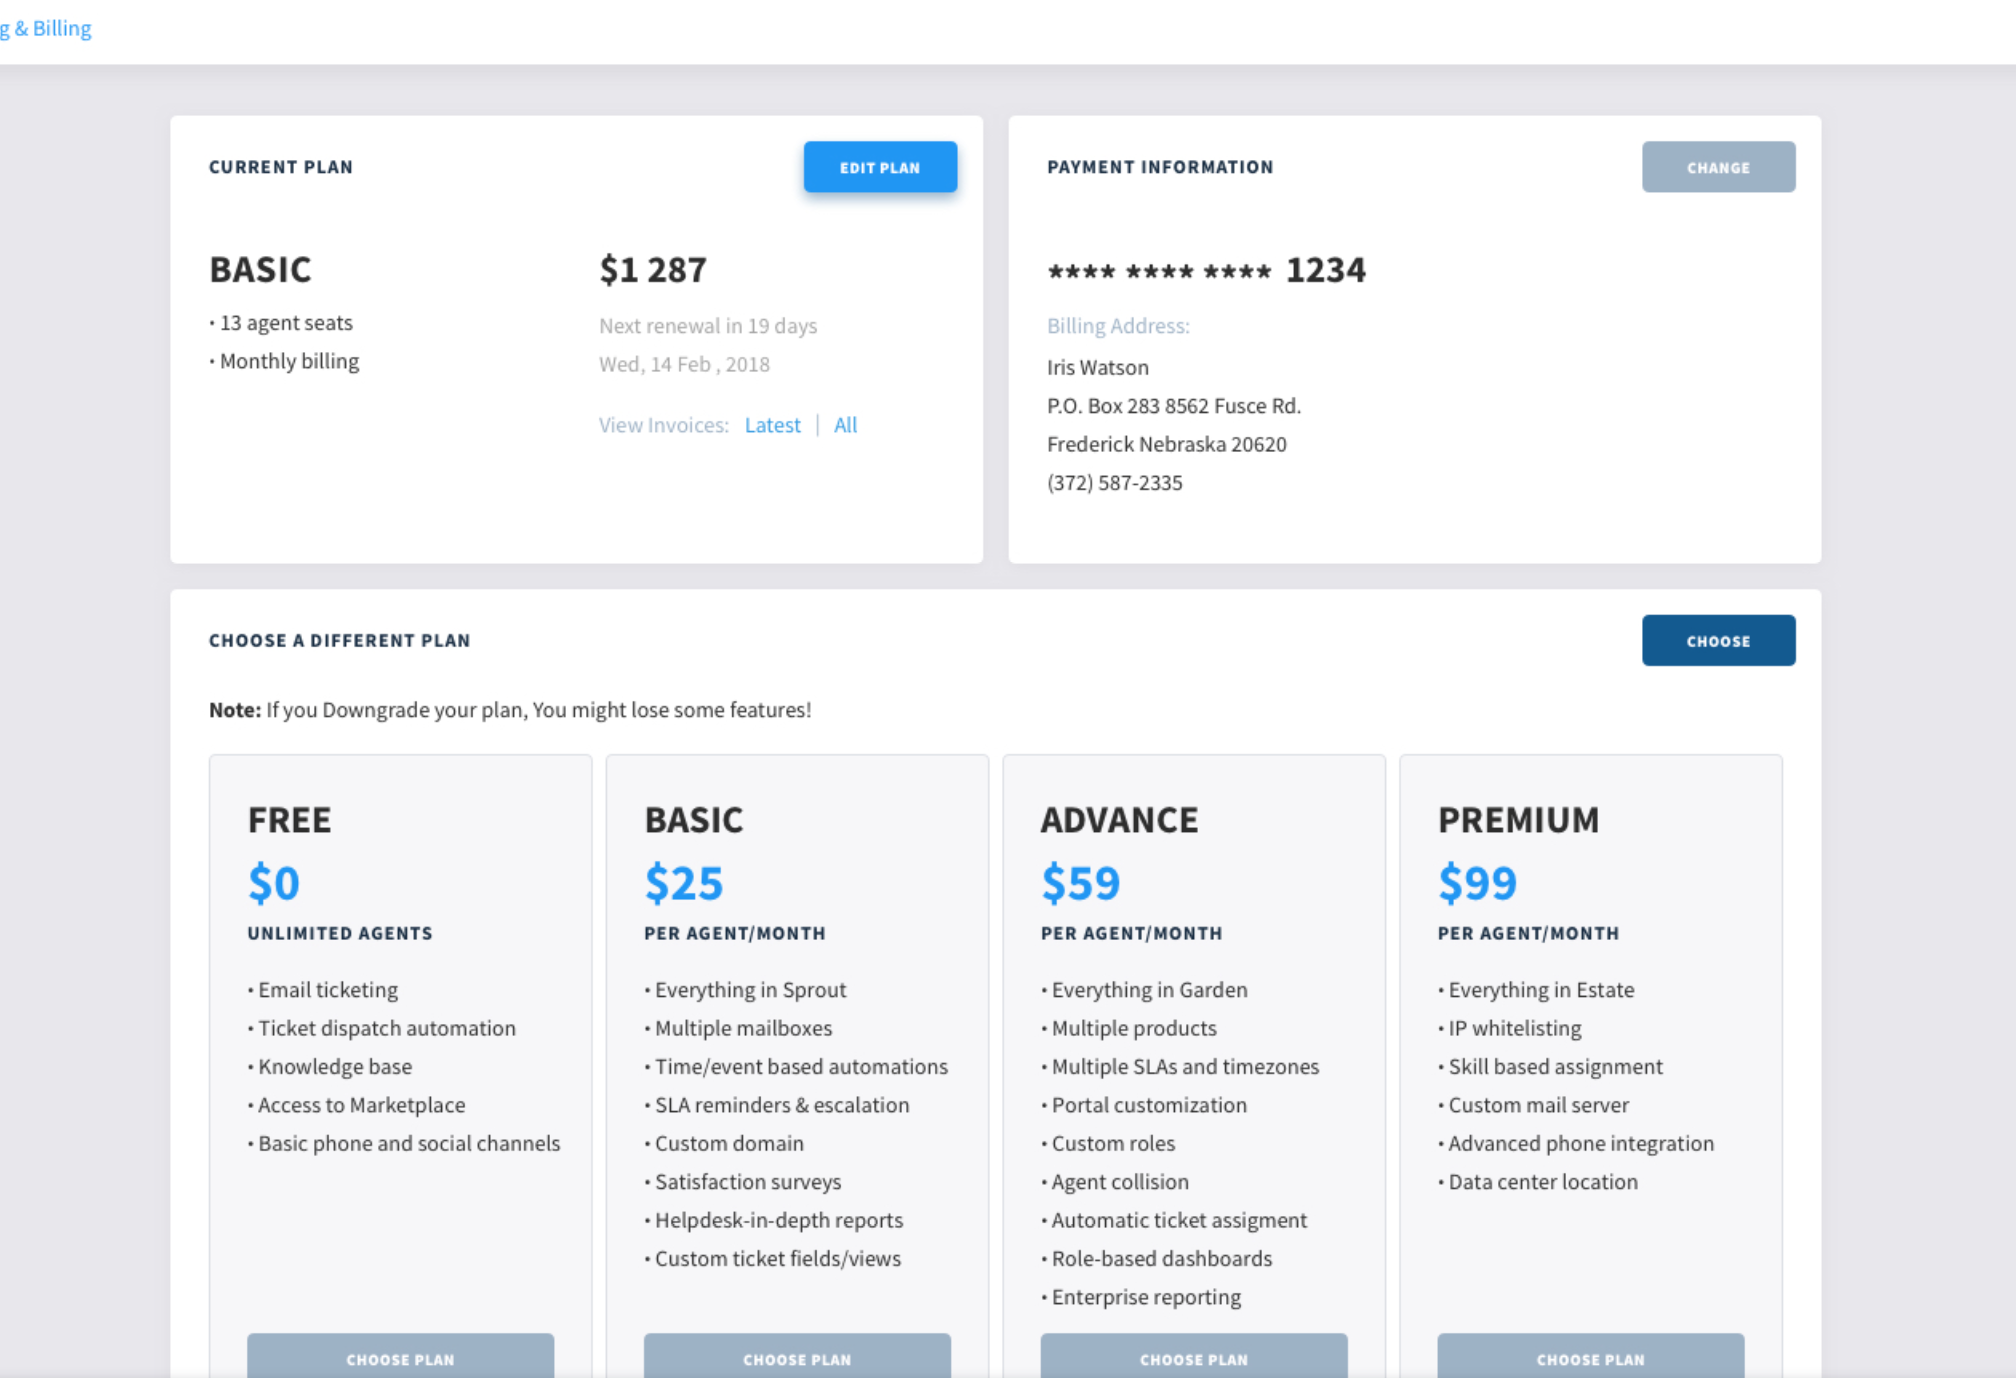 g & Billing
CURRENT PLAN
EDIT PLAN
BASIC
• 13 agent seats
• Monthly billing
$1 287
Next renewal in 19 days
Wed, 14 Feb , 2018
View Invoices: Latest | All
PAYMENT INFORMATION
CHANGE
**** **** **** 1234
Billing Address:
Iris Watson
P.O. Box 283 8562 Fusce Rd.
Frederick Nebraska 20620
(372) 587-2335
CHOOSE A DIFFERENT PLAN
CHOOSE
Note: If you Downgrade your plan, You might lose some features!
FREE
$0
UNLIMITED AGENTS
• Email ticketing
• Ticket dispatch automation
• Knowledge base
• Access to Marketplace
• Basic phone and social channels
CHOOSE PLAN
BASIC
$25
PER AGENT/MONTH
• Everything in Sprout
• Multiple mailboxes
• Time/event based automations
• SLA reminders & escalation
• Custom domain
• Satisfaction surveys
• Helpdesk-in-depth reports
• Custom ticket fields/views
CHOOSE PLAN
ADVANCE
$59
PER AGENT/MONTH
• Everything in Garden
• Multiple products
• Multiple SLAs and timezones
• Portal customization
• Custom roles
• Agent collision
• Automatic ticket assigment
• Role-based dashboards
• Enterprise reporting
CHOOSE PLAN
PREMIUM
$99
PER AGENT/MONTH
• Everything in Estate
• IP whitelisting
• Skill based assignment
• Custom mail server
• Advanced phone integration
• Data center location
CHOOSE PLAN